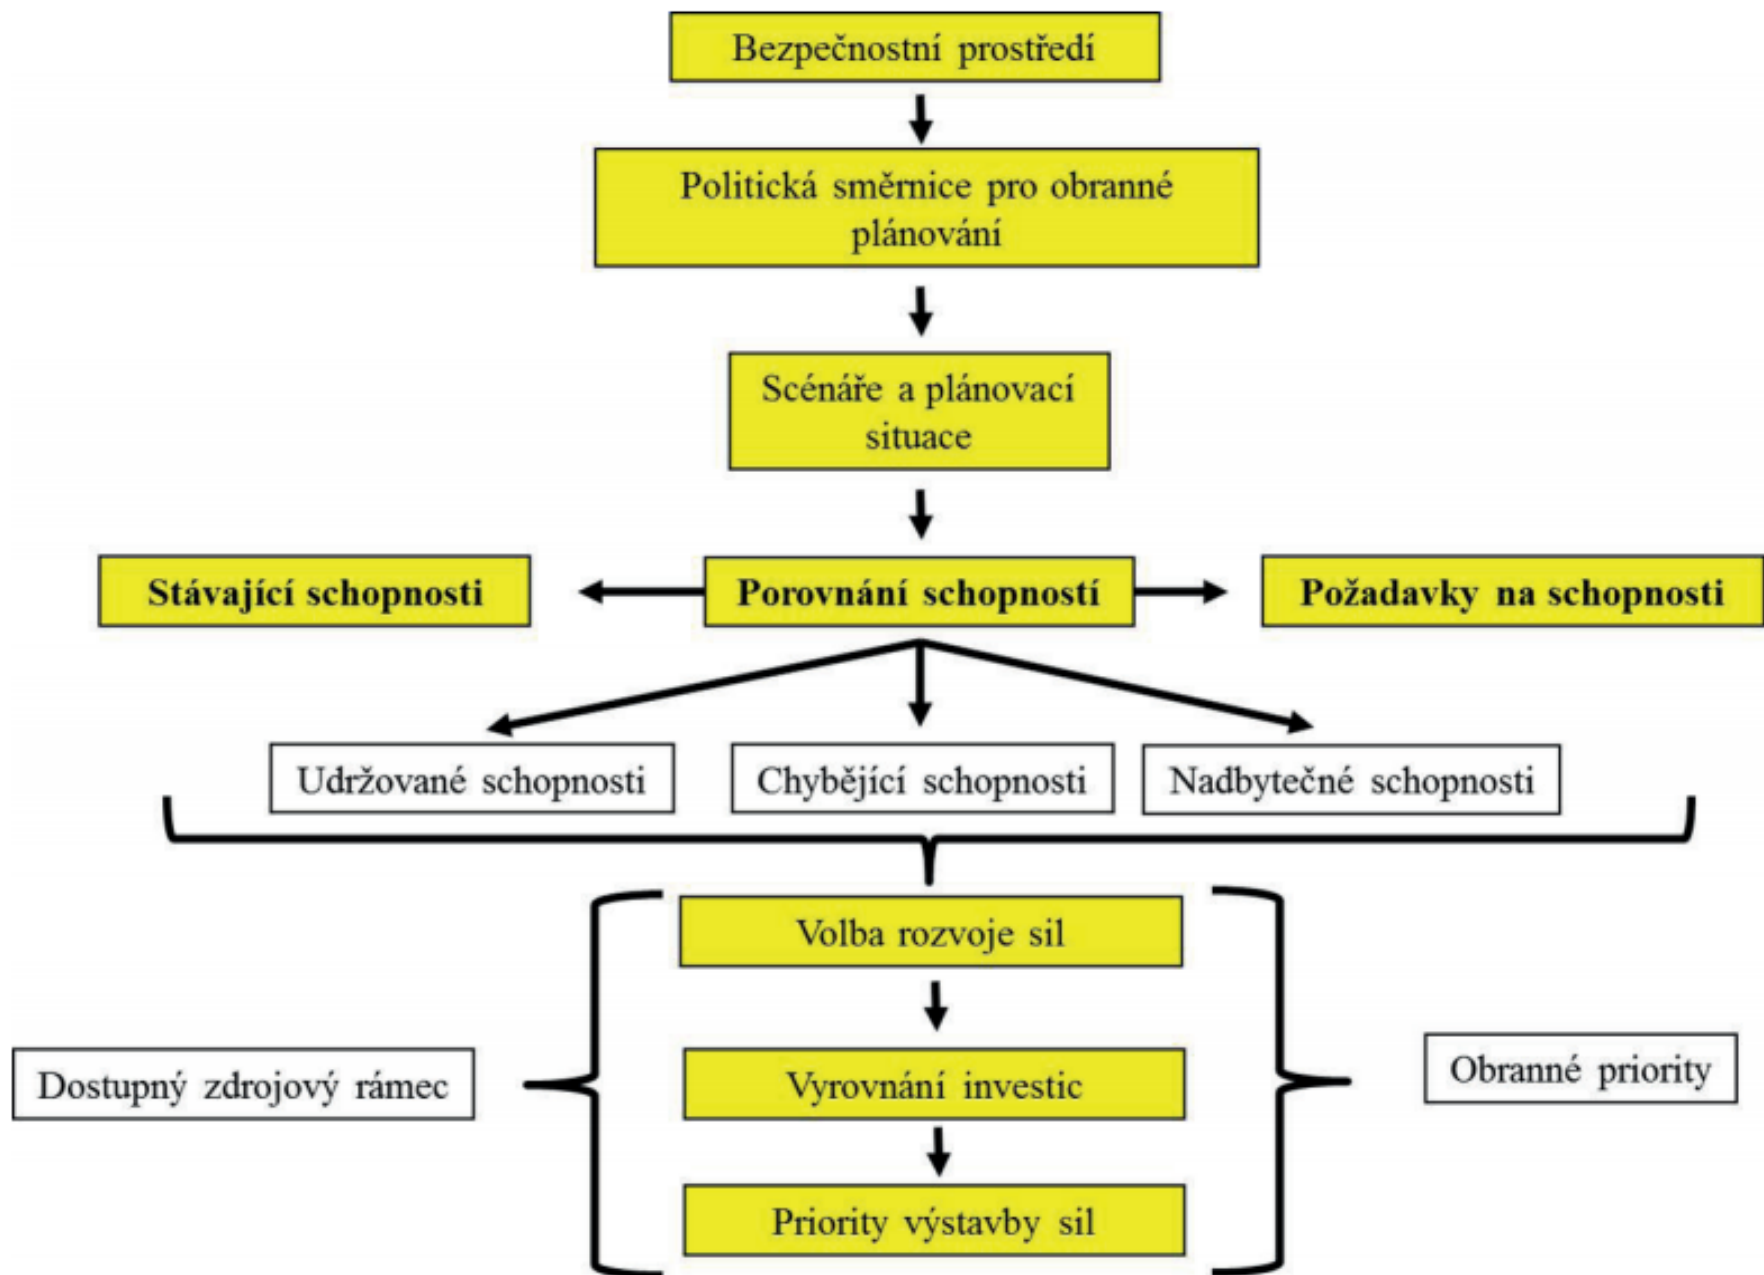 Bezpečnostní prostředí
Politická směrnice pro obranné
plánování
Scénáře a plánovací
situace
Stávající schopnosti
Porovnání schopností
Požadavky na schopnosti
Udržované schopnosti
Chybějící schopnosti
Nadbytečné schopnosti
Volba rozvoje sil
Dostupný zdrojový rámec
Vyrovnání investic
Obranné priority
Priority výstavby sil